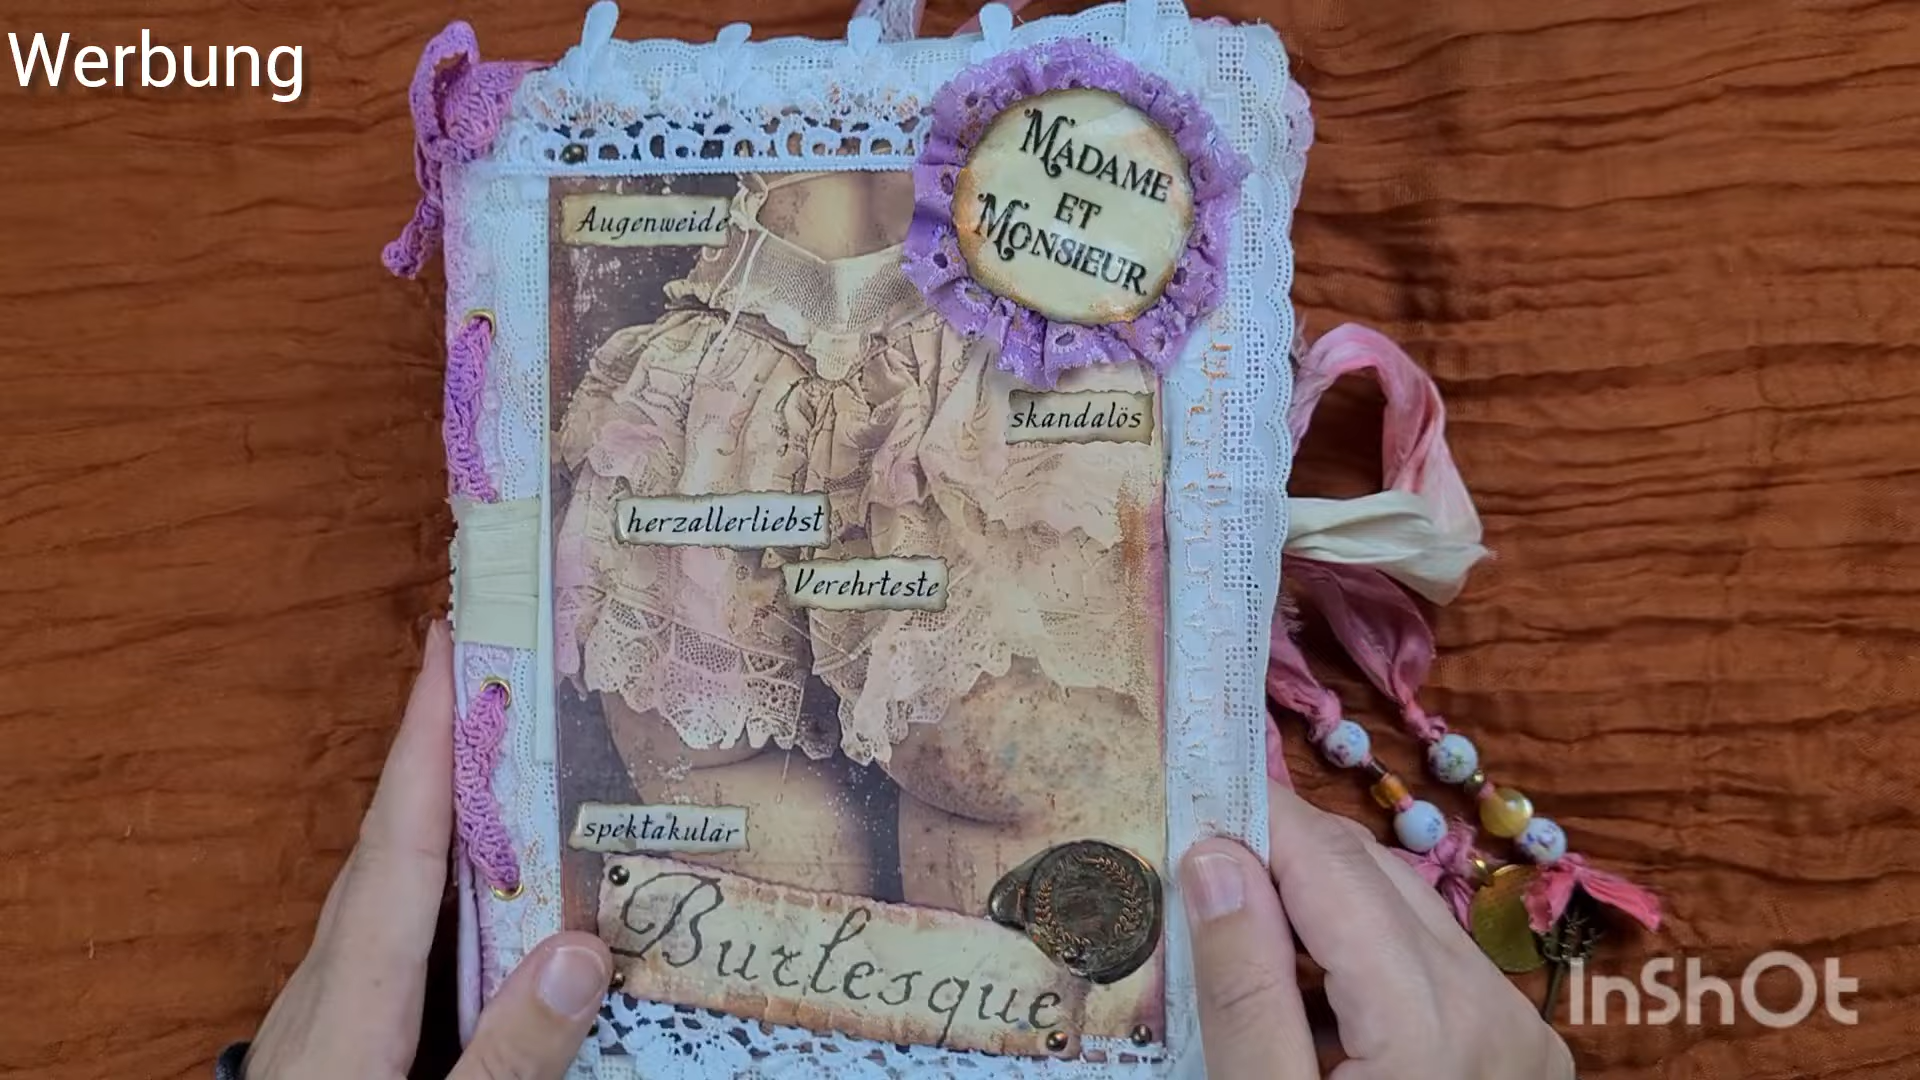 Werbung
MADAME
ET
MONSIEUR
Augenweide
skandalös
herzallerliebst
Verehrteste
spektakulär
Burlesque
InShOt